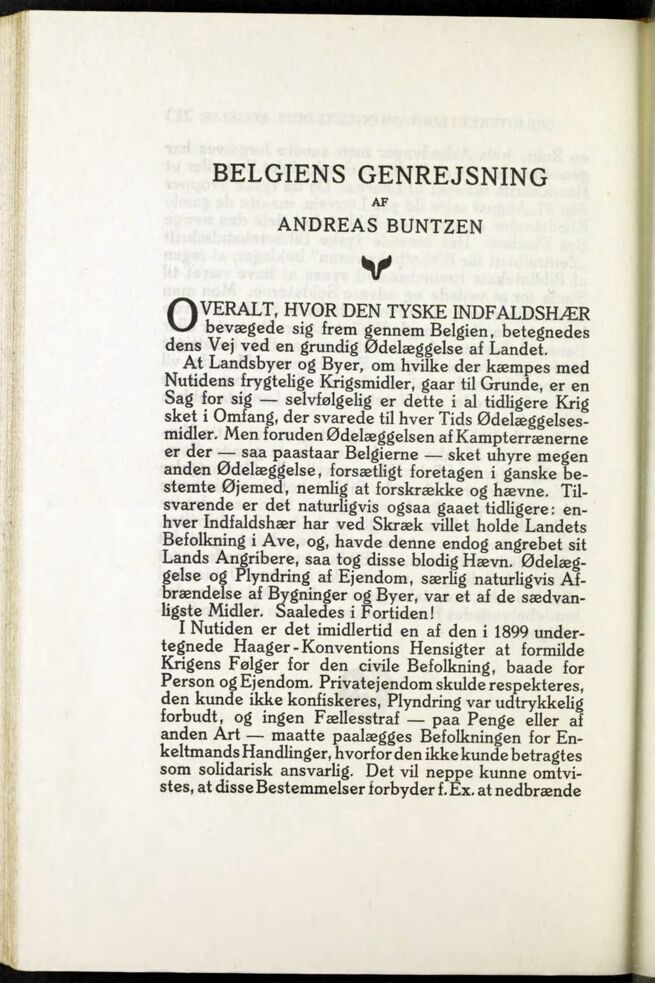 BELGIENS GENREJSNING
AF
ANDREAS BUNTZEN
OVERALT, HVOR DEN TYSKE INDFALDSHÆR
bevægede sig frem gennem Belgien, betegnedes
dens Vej ved en grundig Ødelæggelse af Landet.
At Landsbyer og Byer, om hvilke der kæmpes med
Nutidens frygtelige Krigsmidler, gaar til Grunde, er en
Sag for sig — selvfølgelig er dette i al tidligere Krig
sket i Omfang, der svarede til hver Tids Ødelæggelses-
midler. Men foruden Ødelæggelsen af Kampterrænerne
er der — saa paastaar Belgierne — sket uhyre megen
anden Ødelæggelse, forsætligt foretagen i ganske be-
stemte Øjemed, nemlig at forskrække og hævne. Til-
svarende er det naturligvis ogsaa gaaet tidligere: en-
hver Indfaldshær har ved Skræk villet holde Landets
Befolkning i Ave, og, havde denne endog angrebet sit
Lands Angribere, saa tog disse blodig Hævn. Ødelæg-
gelse og Plyndring af Ejendom, særlig naturligvis Af-
brændelse af Bygninger og Byer, var et af de sædvan-
ligste Midler. Saaledes i Fortiden!
I Nutiden er det imidlertid en af den i 1899 under-
tegnede Haager-Konventions Hensigter at formilde
Krigens Følger for den civile Befolkning, baade for
Person og Ejendom. Privatejendom skulde respekteres,
den kunde ikke konfiskeres, Plyndring var udtrykkelig
forbudt, og ingen Fællesstraf — paa Penge eller af
anden Art — maatte paalægges Befolkningen for En-
keltmands Handlinger, hvorfor den ikke kunde betragtes
som solidarisk ansvarlig. Det vil neppe kunne omtvi-
stes, at disse Bestemmelser forbyder f. Ex. at nedbrænde